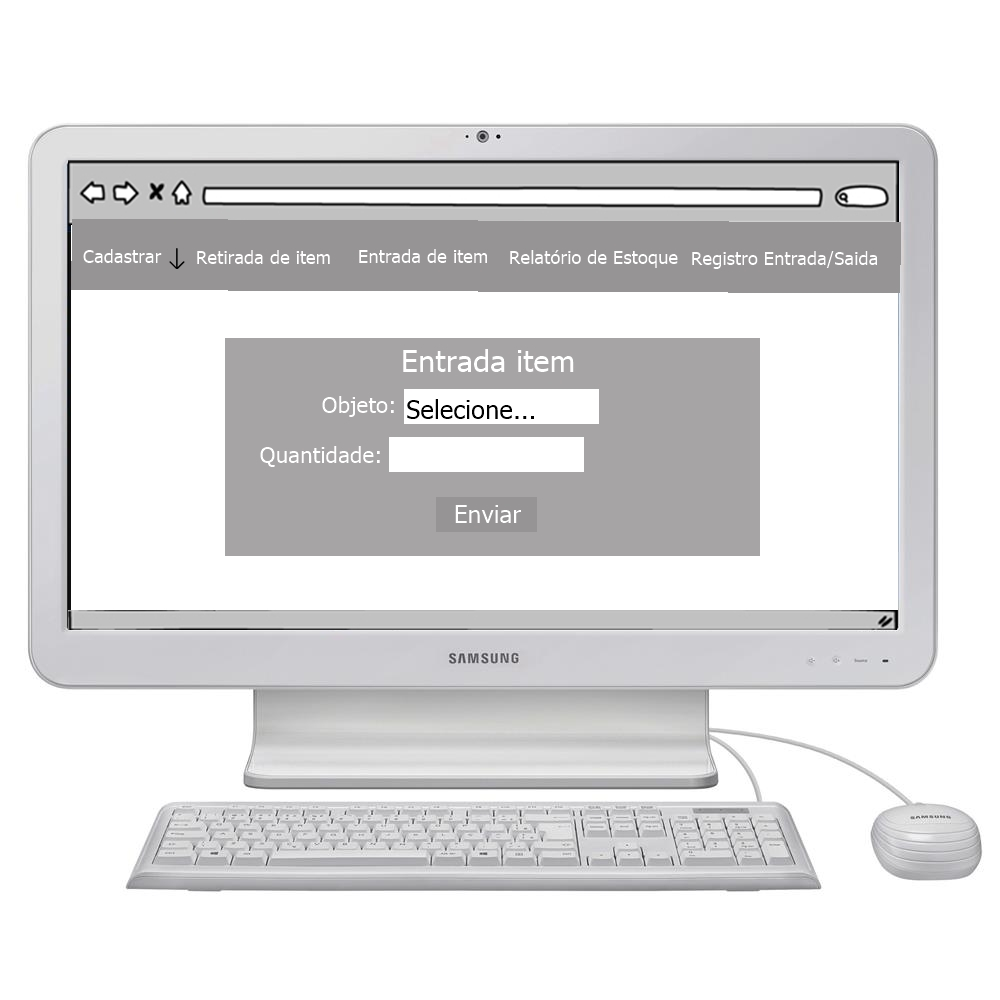 Cadastrar ↓ Retirada de item Entrada de item Relatório de Estoque Registro Entrada/Saida
Entrada item
Objeto: Selecione...
Quantidade:
Enviar
SAMSUNG
SAMSUNG